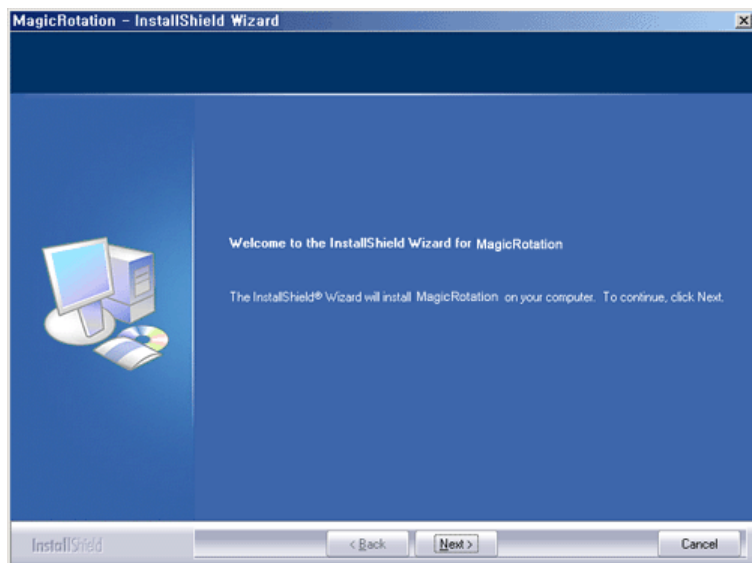 MagicRotation - InstallShield Wizard
Welcome to the InstallShield Wizard for MagicRotation
The InstallShield® Wizard will install MagicRotation on your computer. To continue, click Next.
InstallShield
< Back
Next >
Cancel